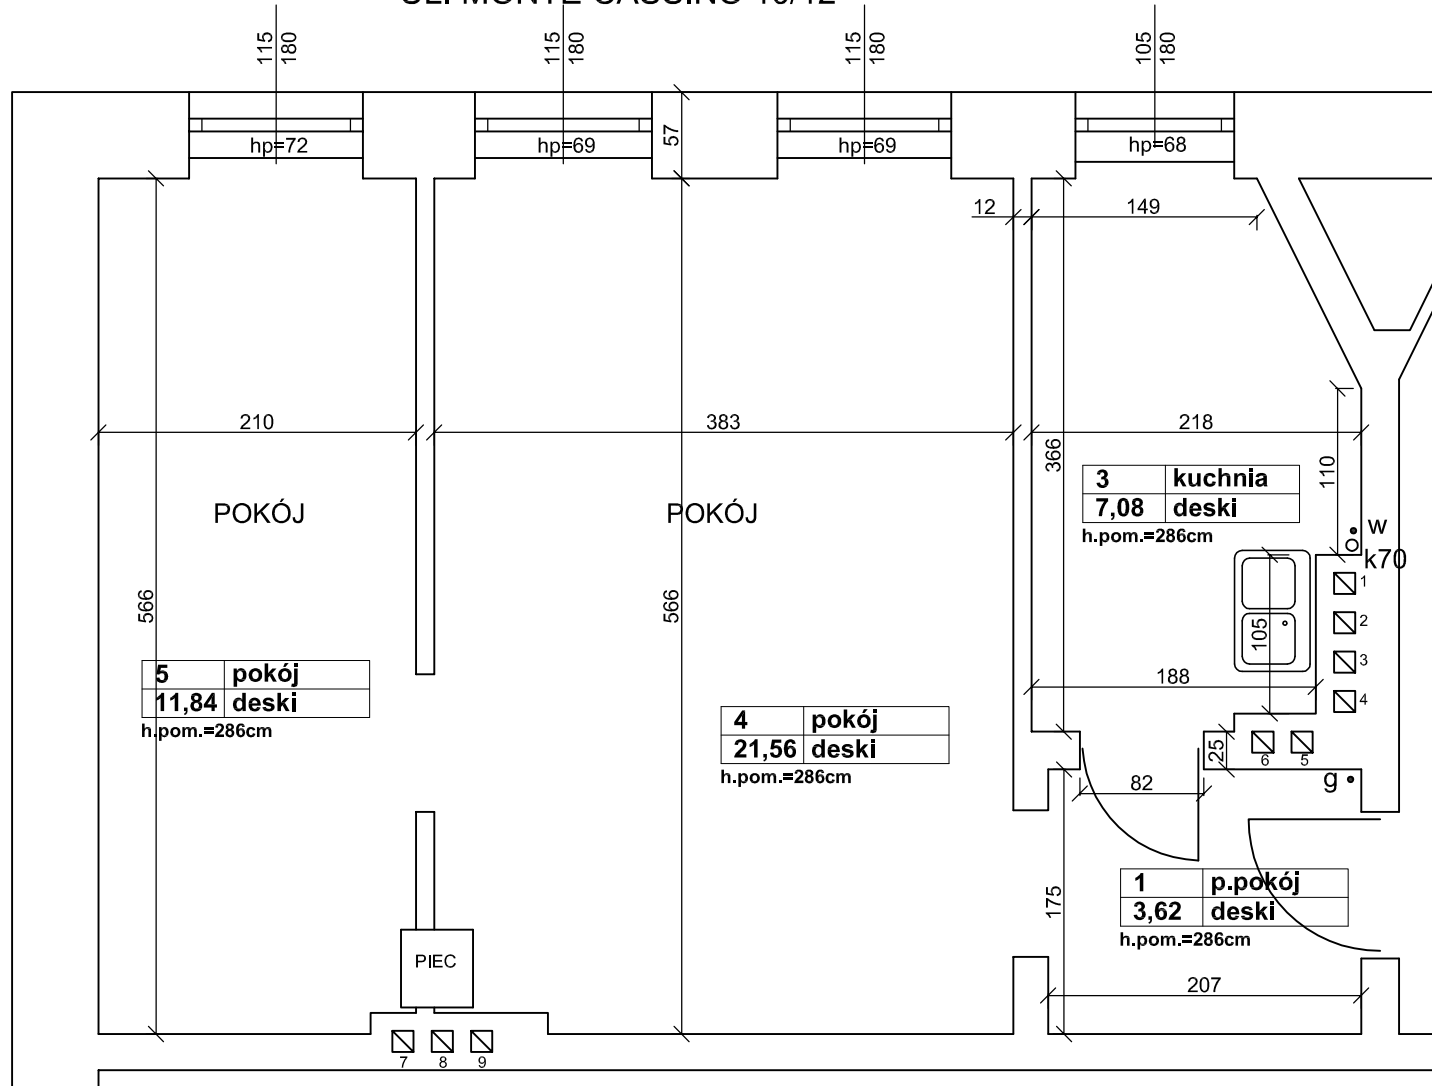 115
180
115
180
115
180
105
180
hp=72
hp=69
hp=69
hp=68
57
12
149
210
383
218
366
110
POKÓJ
POKÓJ
3 kuchnia
7,08 deski
h.pom.=286cm
w
k70
1
2
3
4
566
566
105
188
5 pokój
11,84 deski
h.pom.=286cm
4 pokój
21,56 deski
h.pom.=286cm
25
6
5
g
82
1 p.pokój
3,62 deski
h.pom.=286cm
175
PIEC
207
7
8
9